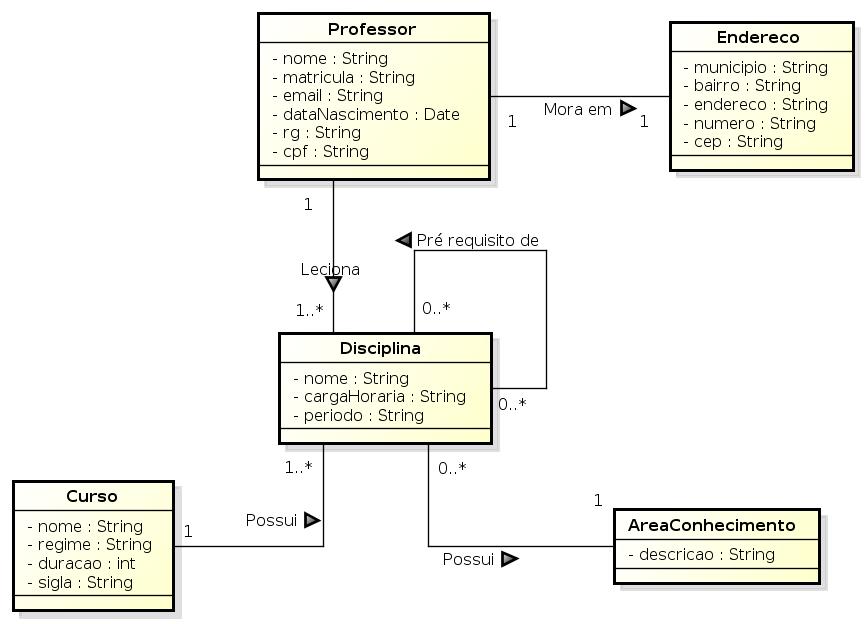 Professor
- nome : String
- matricula : String
- email : String
- dataNascimento : Date
- rg : String
- cpf : String
Endereco
- municipio : String
- bairro : String
- endereco : String
- numero : String
- cep : String
1
Mora em
1
1
Leciona
1..*
Pré requisito de
0..*
0..*
Disciplina
- nome : String
- cargaHoraria : String
- periodo : String
1..*
0..*
Curso
- nome : String
- regime : String
- duracao : int
- sigla : String
1
Possui
Possui
1
AreaConhecimento
- descricao : String